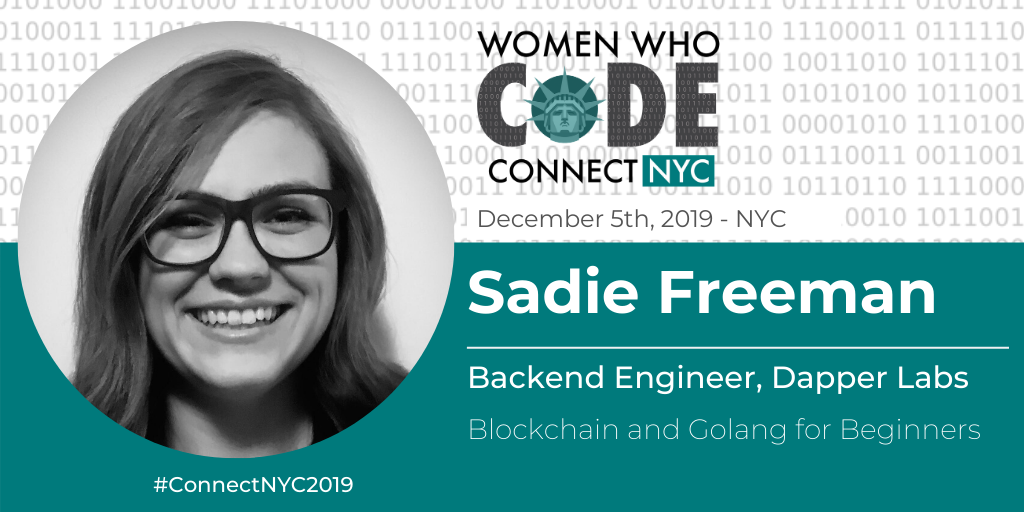 WOMEN WHO
CODE
CONNECT NYC
December 5th, 2019 - NYC
Sadie Freeman
Backend Engineer, Dapper Labs
Blockchain and Golang for Beginners
#ConnectNYC2019